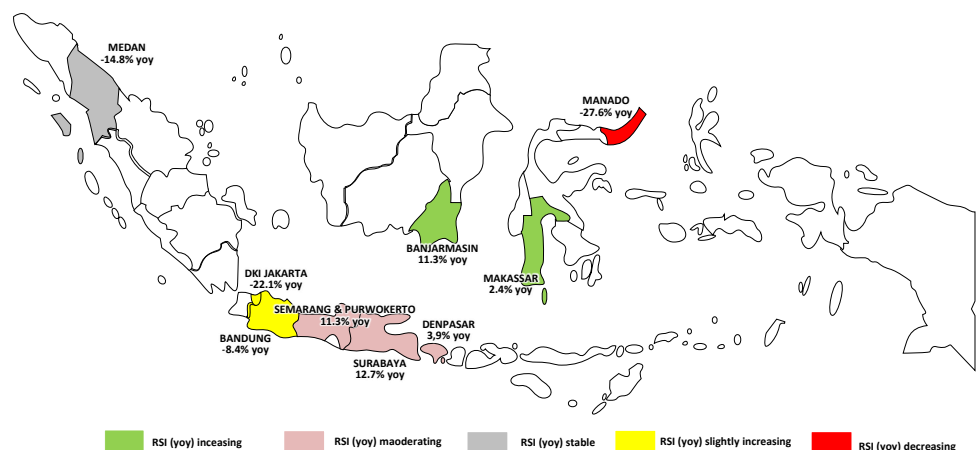 MEDAN
-14.8% yoy
MANADO
-27.6% yoy
BANJARMASIN
11.3% yoy
MAKASSAR
2.4% yoy
DKI JAKARTA
-22.1% yoy
SEMARANG & PURWOKERTO
11.3% yoy
BANDUNG
-8.4% yoy
DENPASAR
3,9% yoy
SURABAYA
12.7% yoy
RSI (yoy) inceasing
RSI (yoy) maoderating
RSI (yoy) stable
RSI (yoy) slightly increasing
RSI (yoy) decreasing